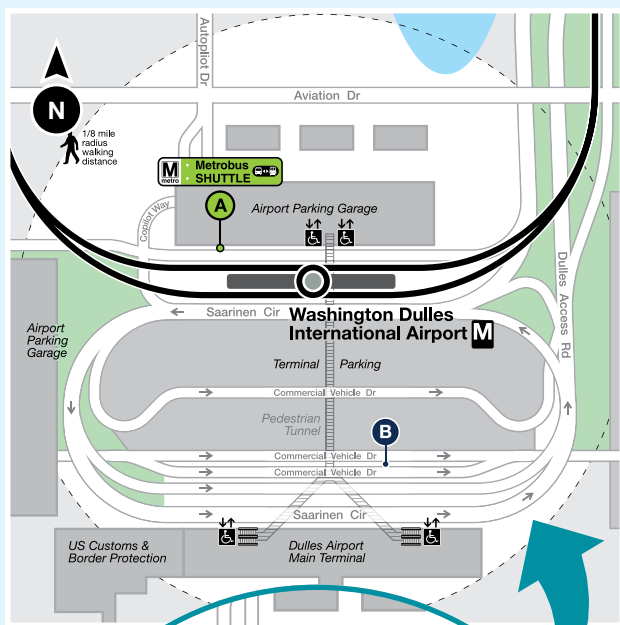 Autopliot Dr
Aviation Dr
N
1/8 mile
radius
walking
distance
M
metro
• Metrobus
• SHUTTLE
A
Airport Parking Garage
Copilot Way
Dulles Access Rd
Saarinen Cir
Washington Dulles
International Airport M
Airport
Parking
Garage
Terminal Parking
Commercial Vehicle Dr
Pedestrian
Tunnel
B
Commercial Vehicle Dr
Commercial Vehicle Dr
Saarinen Cir
US Customs &
Border Protection
Dulles Airport
Main Terminal